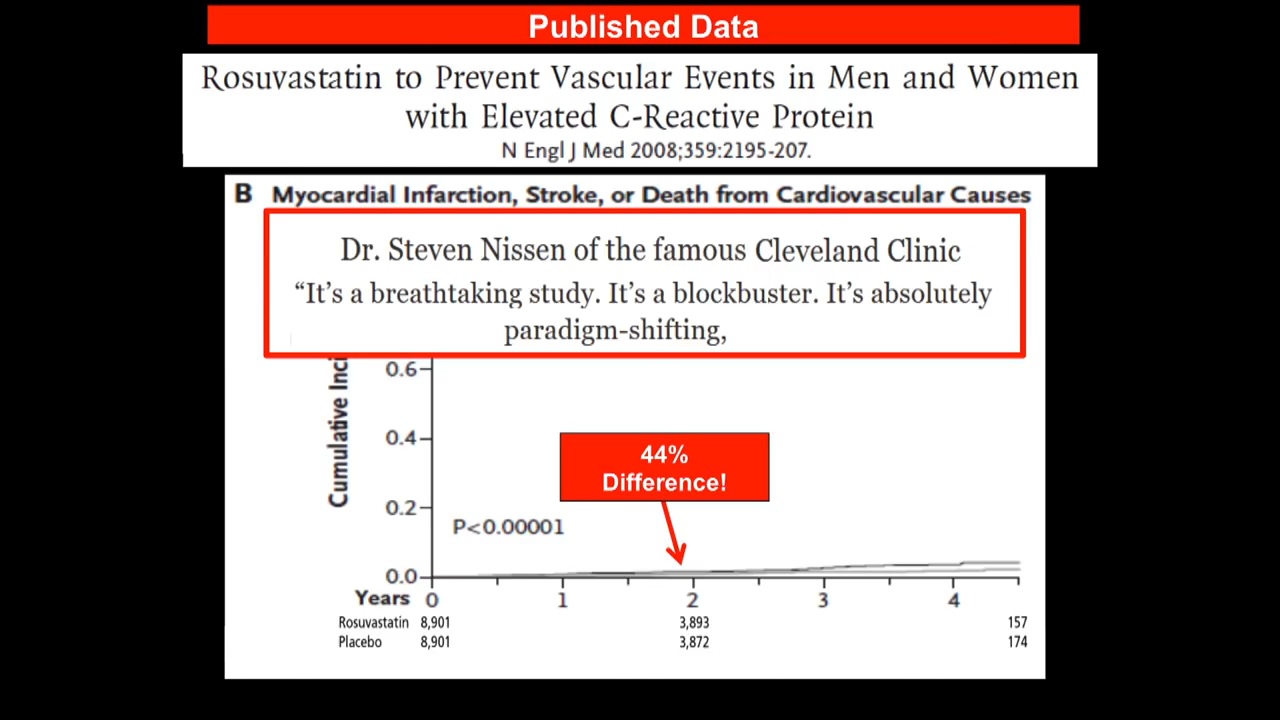 Published Data
Rosuvastatin to Prevent Vascular Events in Men and Women
with Elevated C-Reactive Protein
N Engl J Med 2008;359:2195-207.
B Myocardial Infarction, Stroke, or Death from Cardiovascular Causes
Dr. Steven Nissen of the famous Cleveland Clinic
“It’s a breathtaking study. It’s a blockbuster. It’s absolutely
paradigm-shifting,
Cumulative
0.6
0.4
44%
Difference!
0.2
P<0.00001
0.0
Years 0 1 2 3 4
Rosuvastatin 8,901 3,893 157
Placebo 8,901 3,872 174